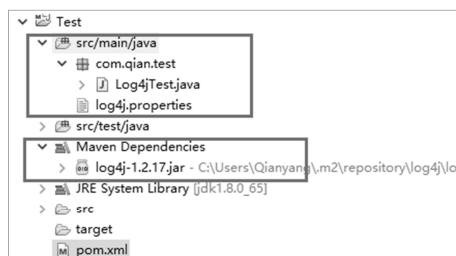 Test
src/main/java
com.qian.test
Log4jTest.java
log4j.properties
src/test/java
Maven Dependencies
log4j-1.2.17.jar - C:\Users\Qianyang\.m2\repository\log4j\lo
JRE System Library [jdk1.8.0_65]
src
target
pom.xml